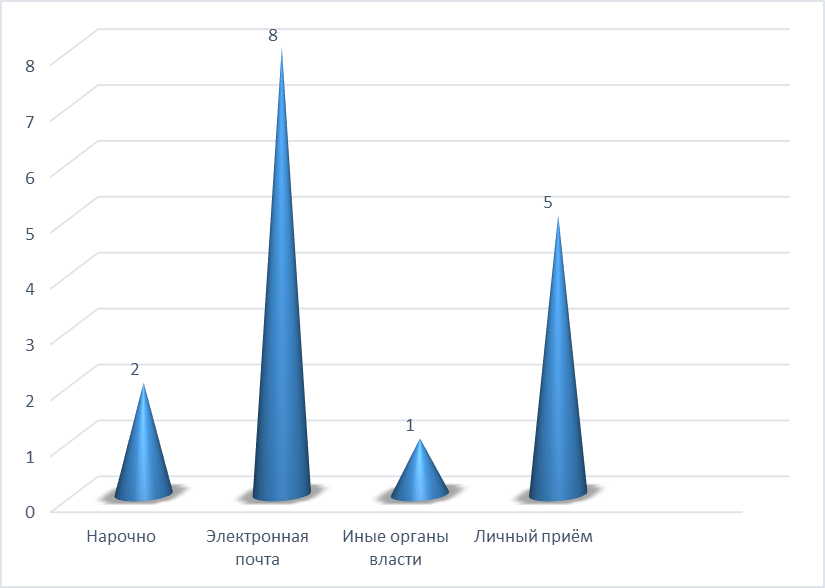 8
8
7
6
5
5
4
3
2
2
1
1
0
Нарочно
Электронная
почта
Иные органы
власти
Личный приём